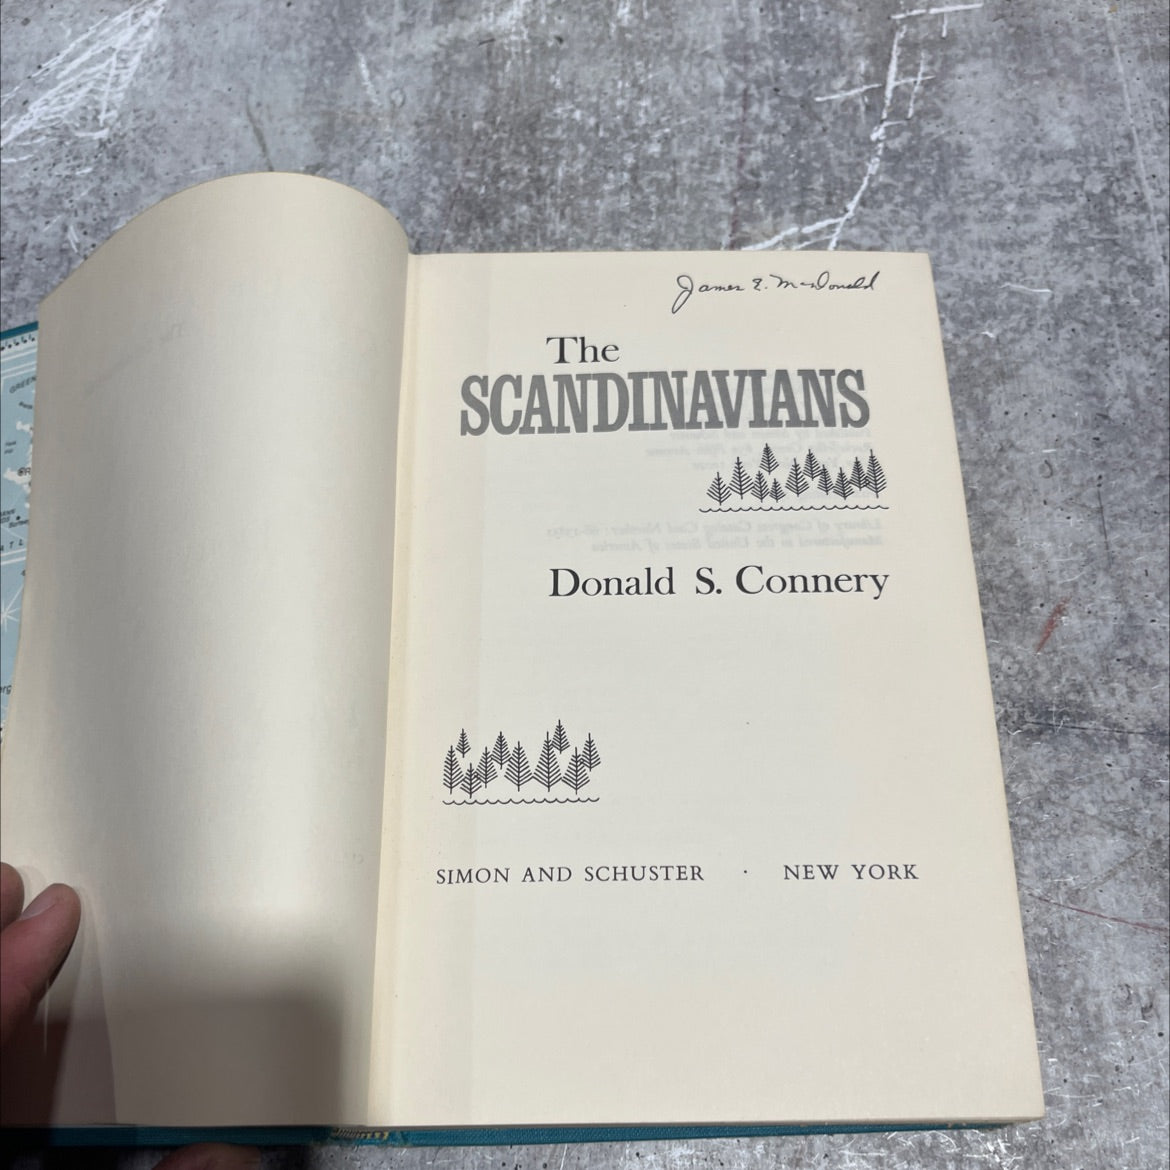 James E. McDonald
The
SCANDINAVIANS
Donald S. Connery
SIMON AND SCHUSTER · NEW YORK